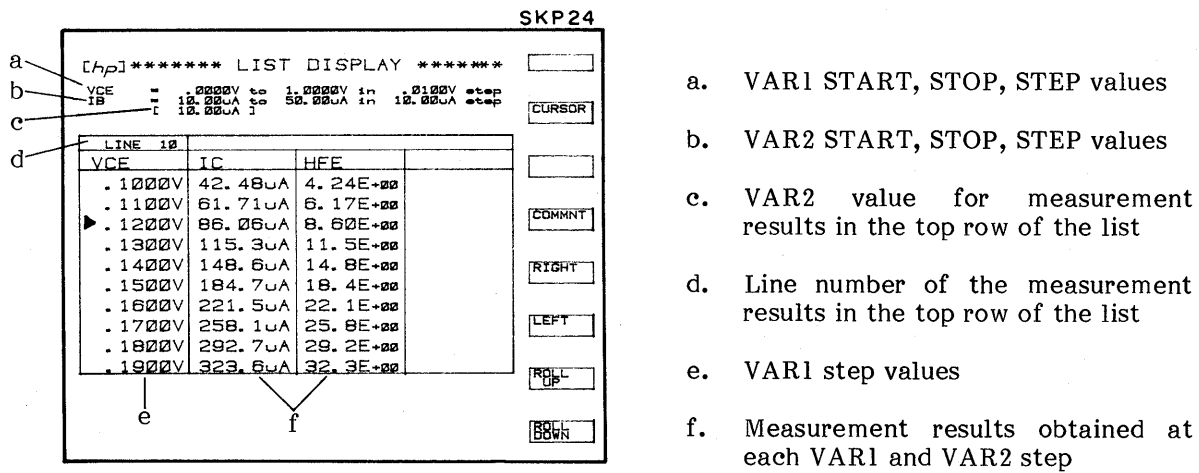 SKP24
[hp]******* LIST DISPLAY *******
VCE = .0000V to 1.0000V in .0100V step
IB = 10.00uA to 50.00uA in 10.00uA step
[ 10.00uA ]
LINE 10
VCE IC HFE
.1000V 42.48uA 4.24E+00
.1100V 61.71uA 6.17E+00
▶.1200V 86.06uA 8.60E+00
.1300V 115.3uA 11.5E+00
.1400V 148.6uA 14.8E+00
.1500V 184.7uA 18.4E+00
.1600V 221.5uA 22.1E+00
.1700V 258.1uA 25.8E+00
.1800V 292.7uA 29.2E+00
.1900V 323.6uA 32.3E+00
CURSOR
COMMNT
RIGHT
LEFT
ROLL
UP
ROLL
DOWN
a
b
c
d
e
f
a. VAR1 START, STOP, STEP values
b. VAR2 START, STOP, STEP values
c. VAR2 value for measurement
results in the top row of the list
d. Line number of the measurement
results in the top row of the list
e. VAR1 step values
f. Measurement results obtained at
each VAR1 and VAR2 step